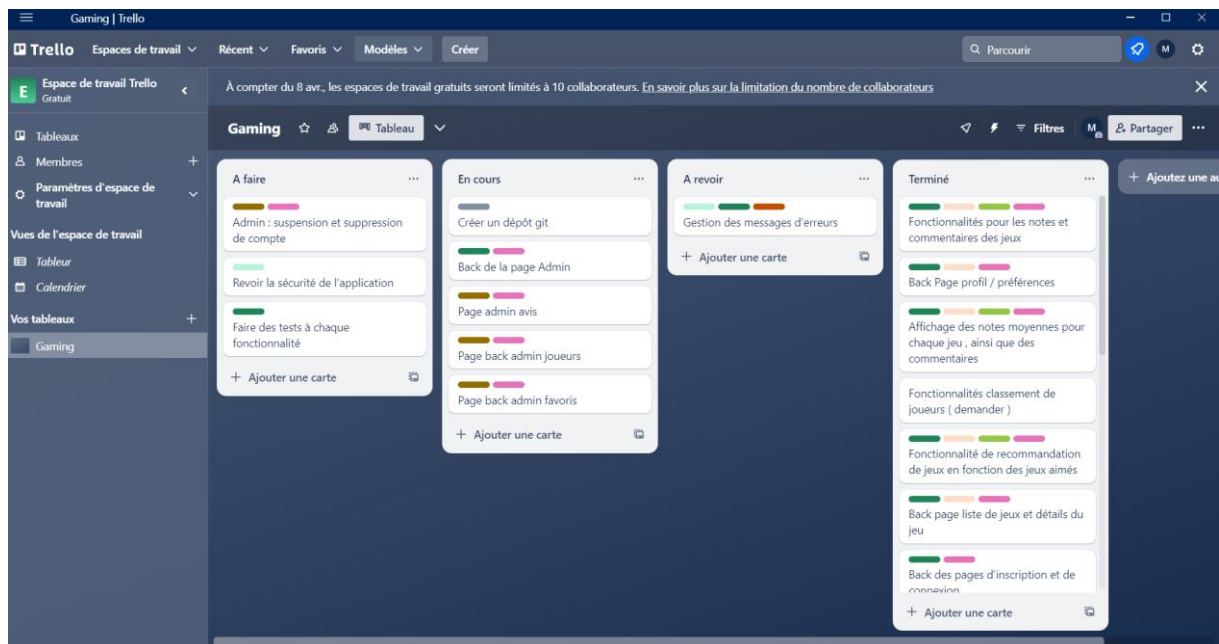 Gaming | Trello
Trello Espaces de travail Récent Favoris Modèles Créer Parcourir M
E Espace de travail Trello
Gratuit
À compter du 8 avr., les espaces de travail gratuits seront limités à 10 collaborateurs. En savoir plus sur la limitation du nombre de collaborateurs
Tableaux
Membres
Paramètres d'espace de
travail
Vues de l'espace de travail
Tableur
Calendrier
Vos tableaux
Gaming
Gaming Tableau Filtres M Partager
A faire
Admin : suspension et suppression
de compte
Revoir la sécurité de l'application
Faire des tests à chaque
fonctionnalité
+ Ajouter une carte
En cours
Créer un dépôt git
Back de la page Admin
Page admin avis
Page back admin joueurs
Page back admin favoris
+ Ajouter une carte
A revoir
Gestion des messages d'erreurs
+ Ajouter une carte
Terminé
Fonctionnalités pour les notes et
commentaires des jeux
Back Page profil / préférences
Affichage des notes moyennes pour
chaque jeu , ainsi que des
commentaires
Fonctionnalités classement de
joueurs ( demander )
Fonctionnalité de recommandation
de jeux en fonction des jeux aimés
Back page liste de jeux et détails du
jeu
Back des pages d'inscription et de
connexion
+ Ajouter une carte
+ Ajoutez une au